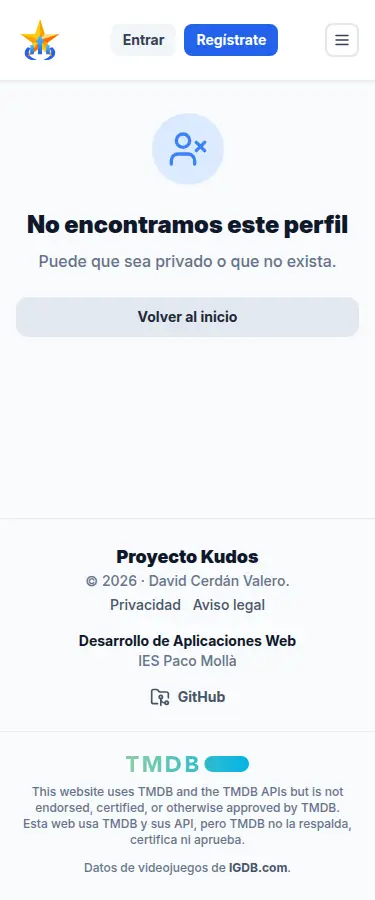 Entrar
Regístrate
No encontramos este perfil
Puede que sea privado o que no exista.
Volver al inicio
Proyecto Kudos
© 2026 · David Cerdán Valero.
Privacidad Aviso legal
Desarrollo de Aplicaciones Web
IES Paco Mollà
GitHub
TMDB
This website uses TMDB and the TMDB APIs but is not
endorsed, certified, or otherwise approved by TMDB.
Esta web usa TMDB y sus API, pero TMDB no la respalda,
certifica ni aprueba.
Datos de videojuegos de IGDB.com.